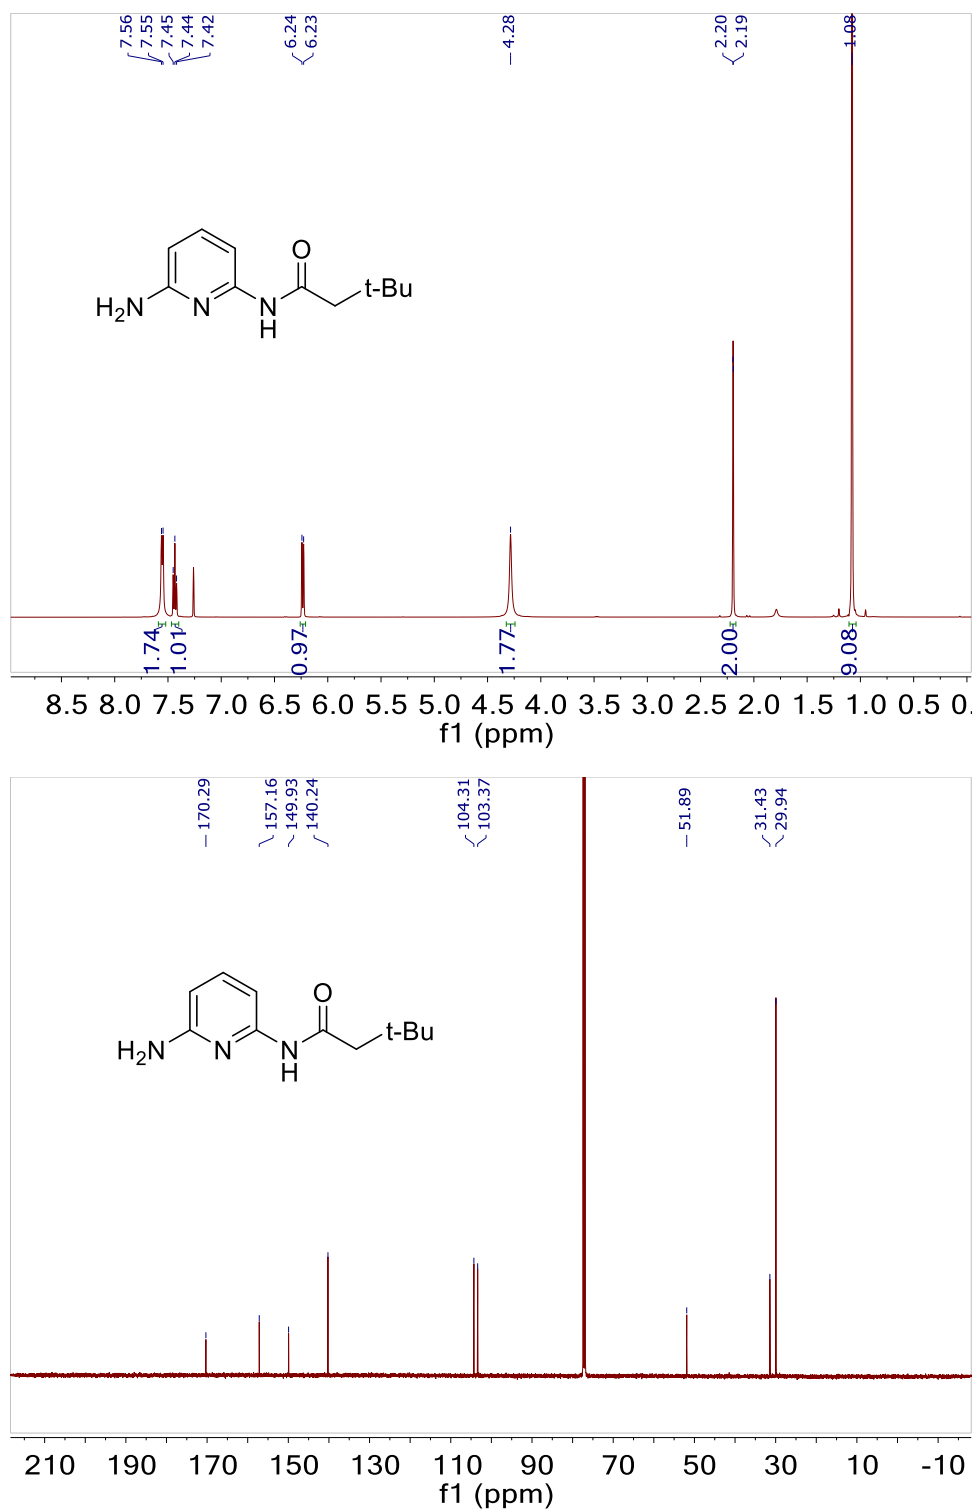 7.56
7.55
7.45
7.44
7.42
6.24
6.23
4.28
2.20
2.19
1.08
O
t-Bu
H₂N
N
N
H
1.74
1.01
0.97
1.77
2.00
9.08
8.5 8.0 7.5 7.0 6.5 6.0 5.5 5.0 4.5 4.0 3.5 3.0 2.5 2.0 1.5 1.0 0.5 0.
f1 (ppm)
170.29
157.16
149.93
140.24
104.31
103.37
51.89
31.43
29.94
O
t-Bu
H₂N
N
N
H
210 190 170 150 130 110 90 70 50 30 10 -10
f1 (ppm)